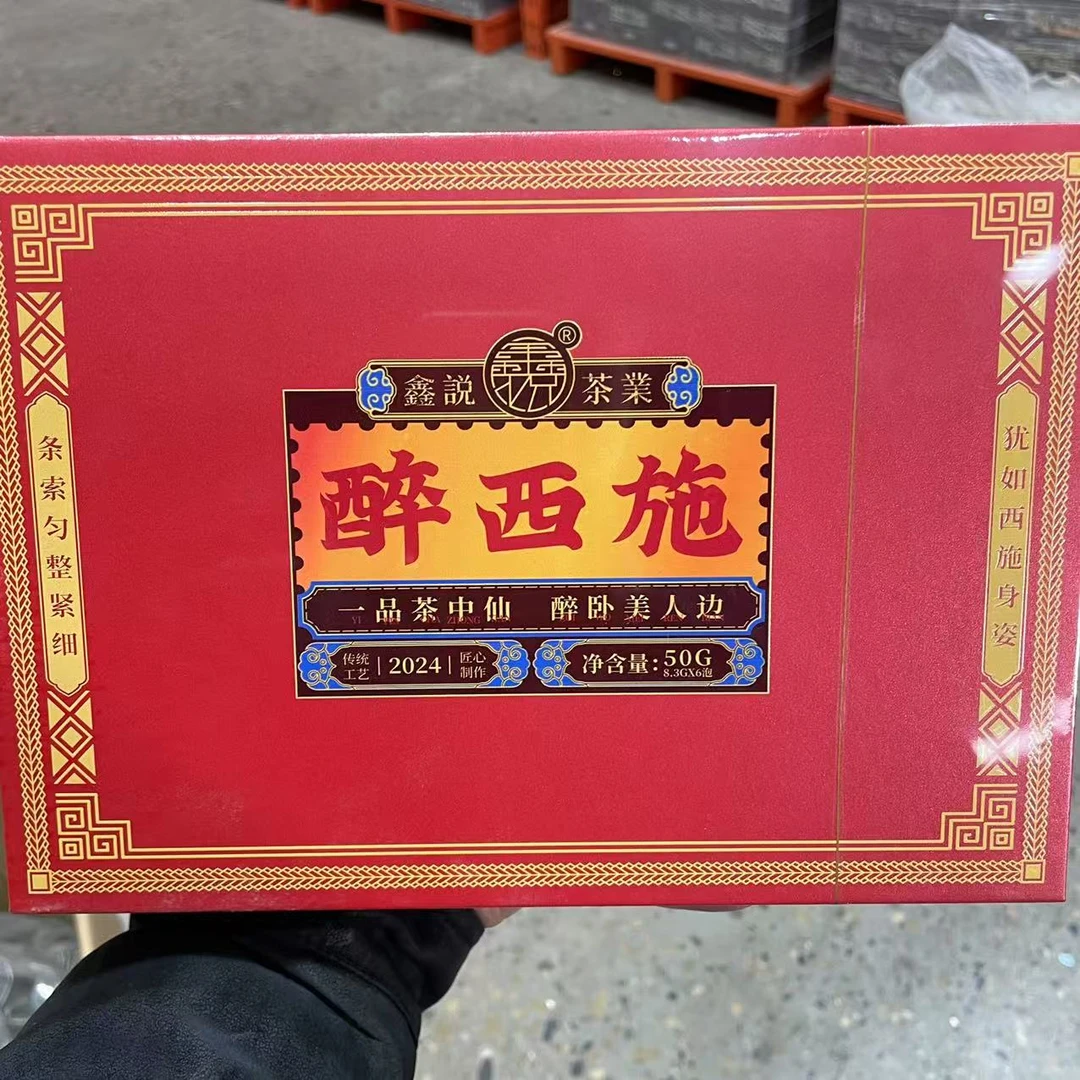 鑫説 ® 茶業
醉西施
一品茶中仙 醉卧美人边
传统工艺 2024 匠心制作
净含量:50G
8.3GX6泡
条索匀整紧细
犹如西施身姿